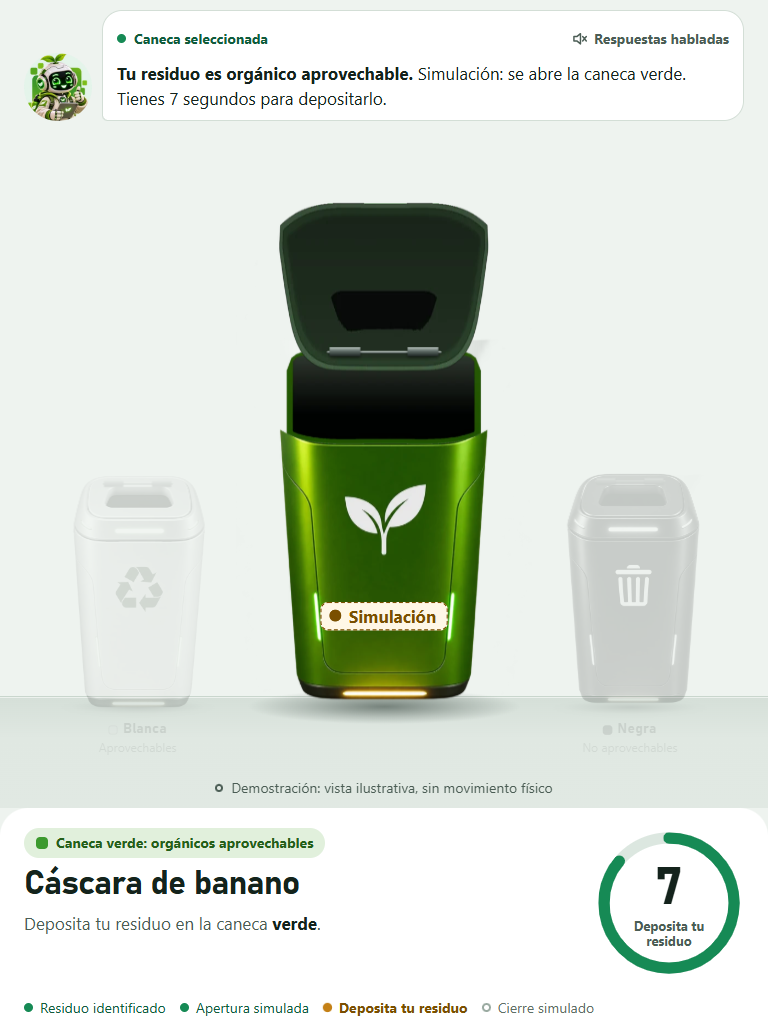 Caneca seleccionada
Respuestas habladas
Tu residuo es orgánico aprovechable. Simulación: se abre la caneca verde.
Tienes 7 segundos para depositarlo.
Simulación
Blanca
Aprovechables
Negra
No aprovechables
Demostración: vista ilustrativa, sin movimiento físico
Caneca verde: orgánicos aprovechables
Cáscara de banano
Deposita tu residuo en la caneca verde.
7
Deposita tu
residuo
Residuo identificado
Apertura simulada
Deposita tu residuo
Cierre simulado